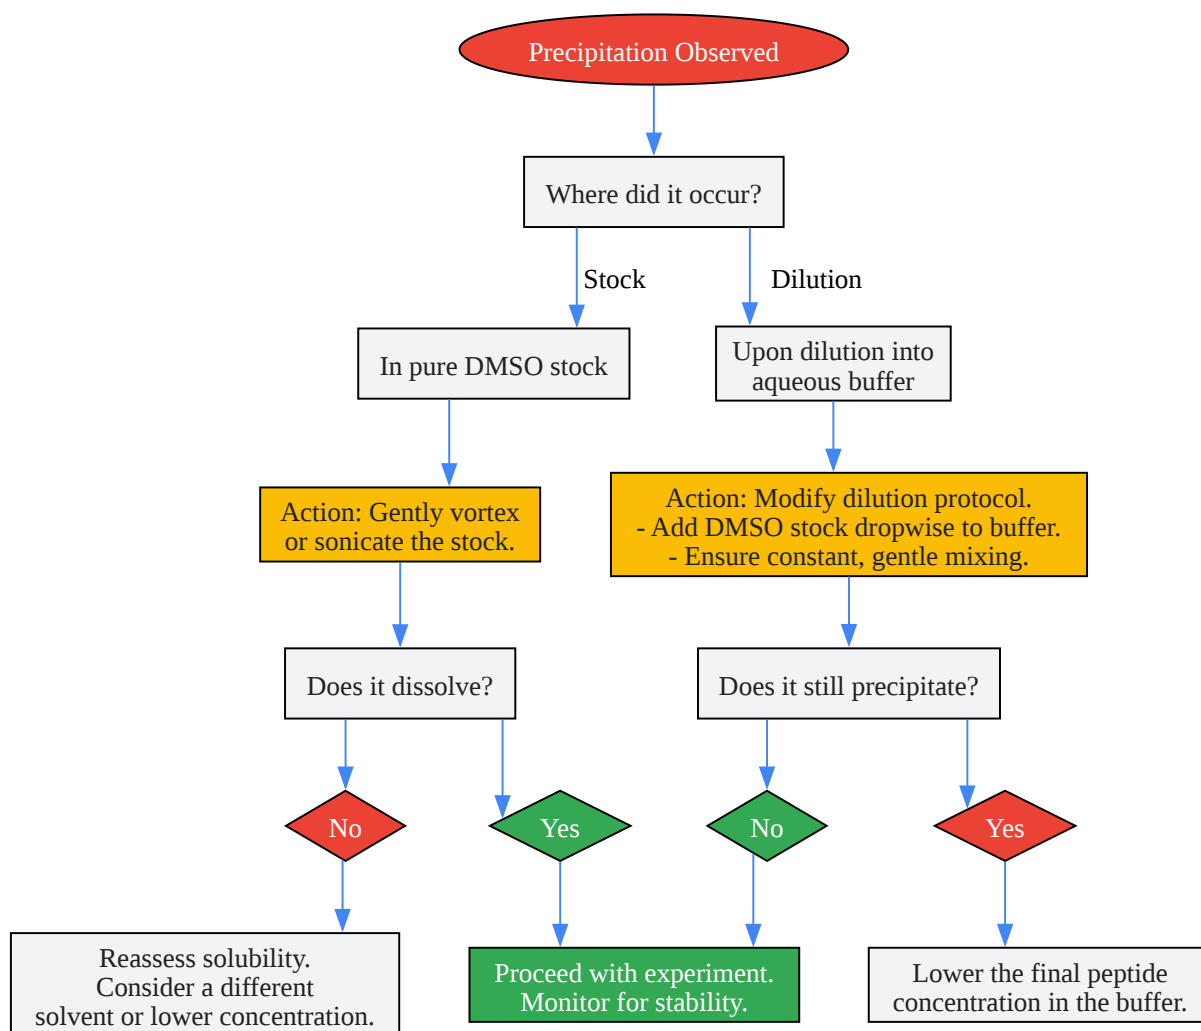 Precipitation Observed
Where did it occur?
Stock
Dilution
In pure DMSO stock
Upon dilution into
aqueous buffer
Action: Gently vortex
or sonicate the stock.
Action: Modify dilution protocol.
- Add DMSO stock dropwise to buffer.
- Ensure constant, gentle mixing.
Does it dissolve?
Does it still precipitate?
No
Yes
No
Yes
Reassess solubility.
Consider a different
solvent or lower concentration.
Proceed with experiment.
Monitor for stability.
Lower the final peptide
concentration in the buffer.